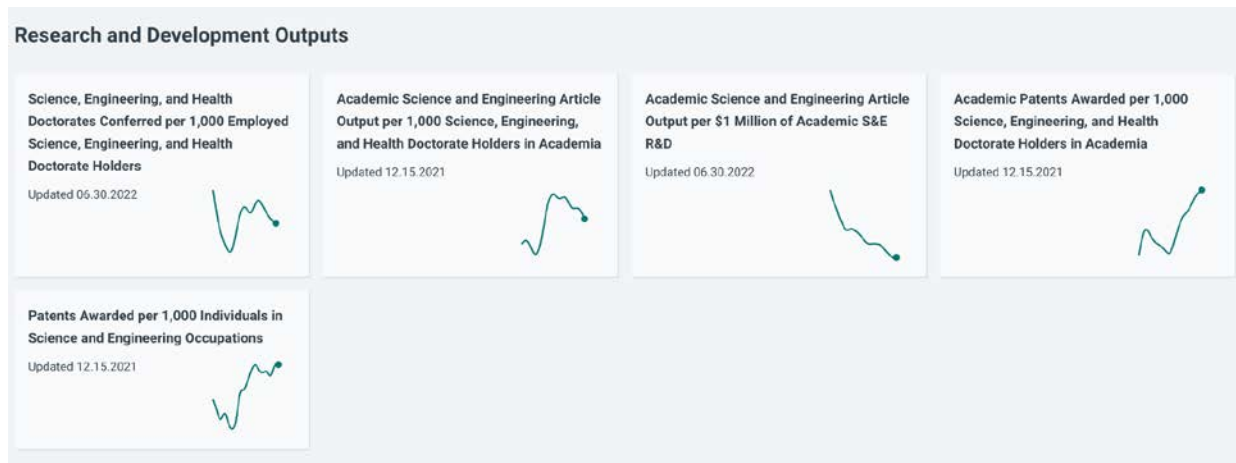 Research and Development Outputs
Science, Engineering, and Health
Doctorates Conferred per 1,000 Employed
Science, Engineering, and Health
Doctorate Holders
Updated 06.30.2022
Academic Science and Engineering Article
Output per 1,000 Science, Engineering,
and Health Doctorate Holders in Academia
Updated 12.15.2021
Academic Science and Engineering Article
Output per $1 Million of Academic S&E
R&D
Updated 06.30.2022
Academic Patents Awarded per 1,000
Science, Engineering, and Health
Doctorate Holders in Academia
Updated 12.15.2021
Patents Awarded per 1,000 Individuals in
Science and Engineering Occupations
Updated 12.15.2021